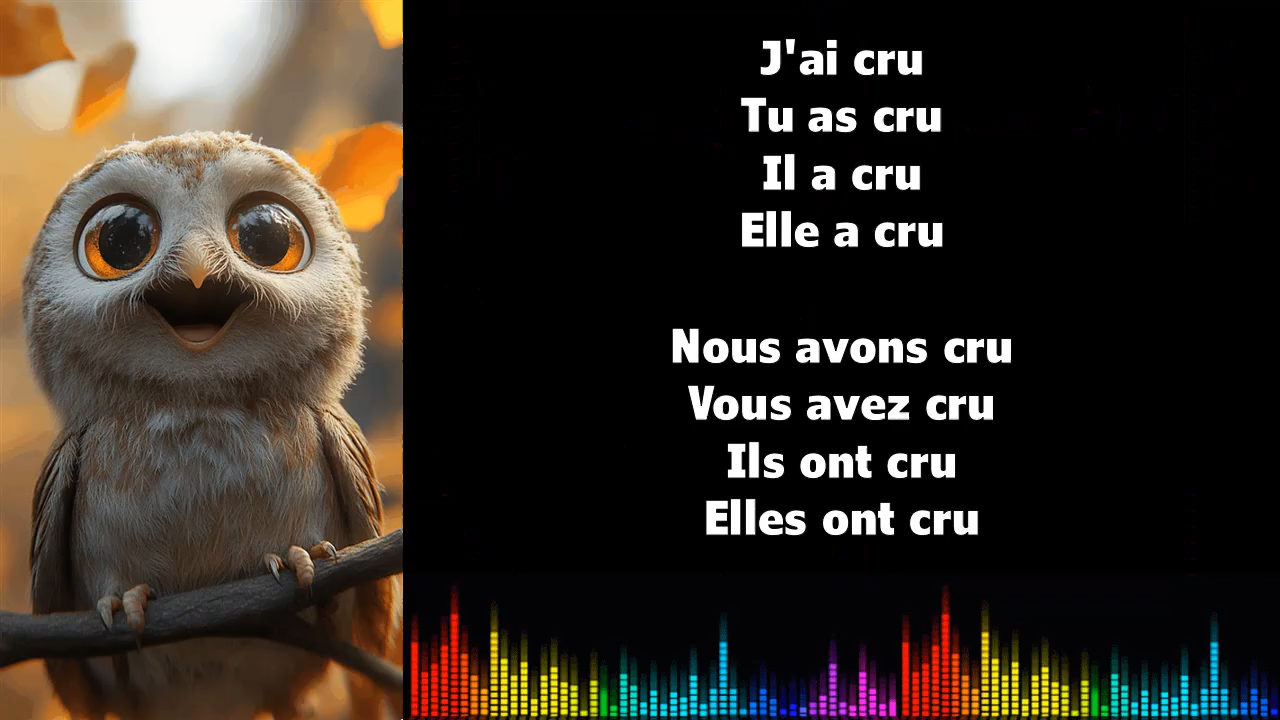 J'ai cru
Tu as cru
Il a cru
Elle a cru
Nous avons cru
Vous avez cru
Ils ont cru
Elles ont cru